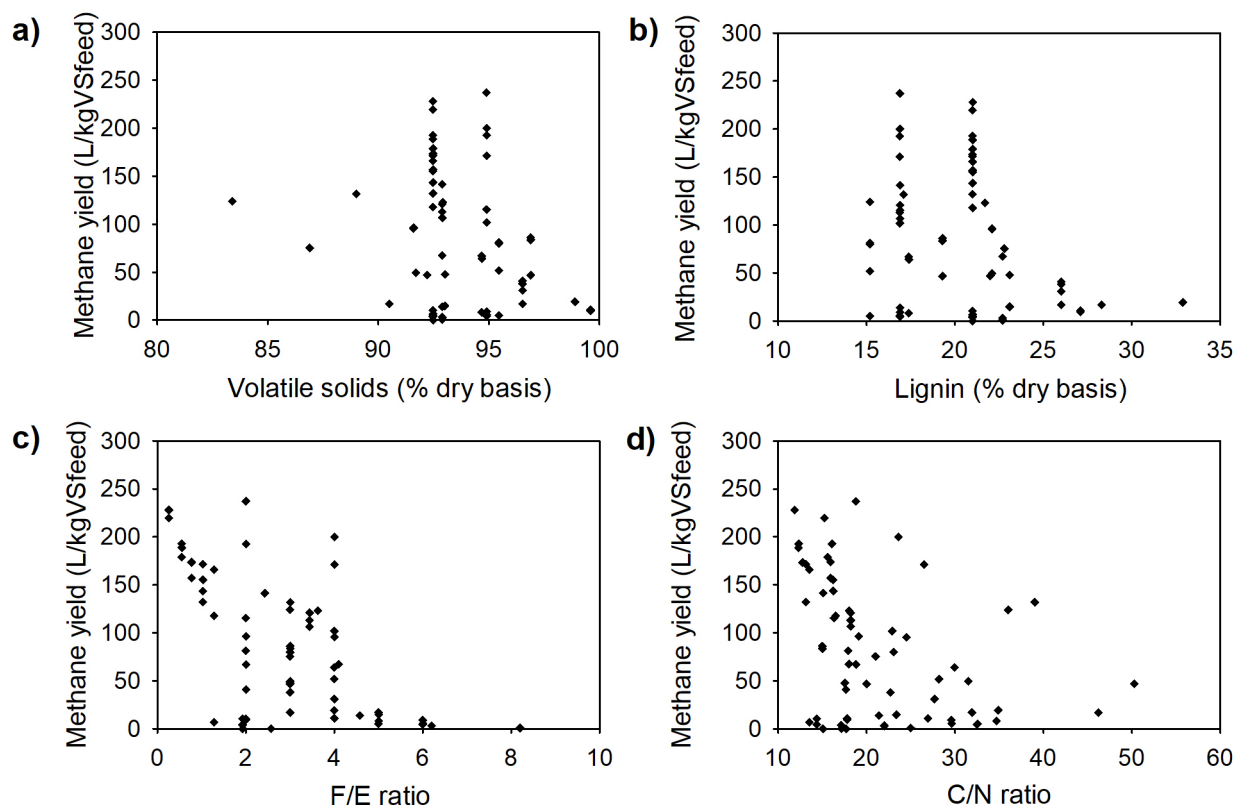 a)
Methane yield (L/kgVSfeed)
300
250
200
150
100
50
0
80 85 90 95 100
Volatile solids (% dry basis)
b)
Methane yield (L/kgVSfeed)
300
250
200
150
100
50
0
10 15 20 25 30 35
Lignin (% dry basis)
c)
Methane yield (L/kgVSfeed)
300
250
200
150
100
50
0
0 2 4 6 8 10
F/E ratio
d)
Methane yield (L/kgVSfeed)
300
250
200
150
100
50
0
10 20 30 40 50 60
C/N ratio